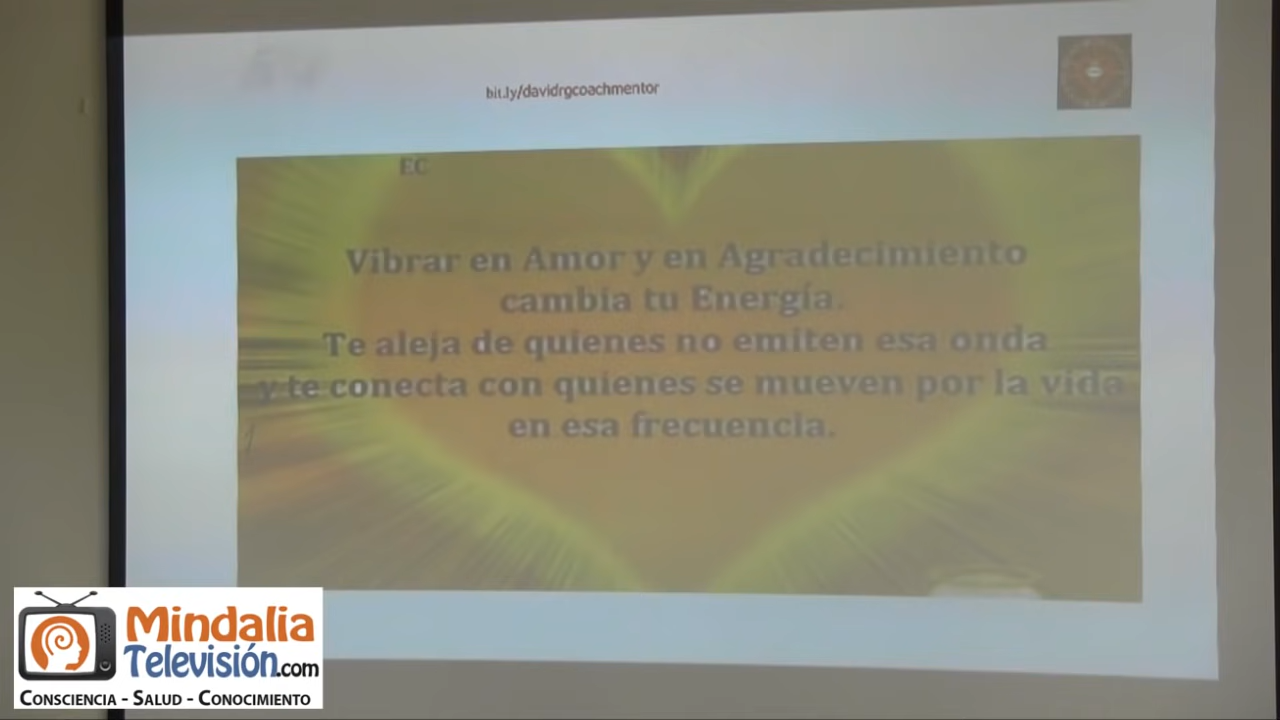 bit.ly/davidrgcoachmentor
EC
Vibrar en Amor y en Agradecimiento
cambia tu Energía.
Te aleja de quienes no emiten esa onda
y te conecta con quienes se mueven por la vida
en esa frecuencia.
Mindalia
Televisión.com
Consciencia - Salud - Conocimiento